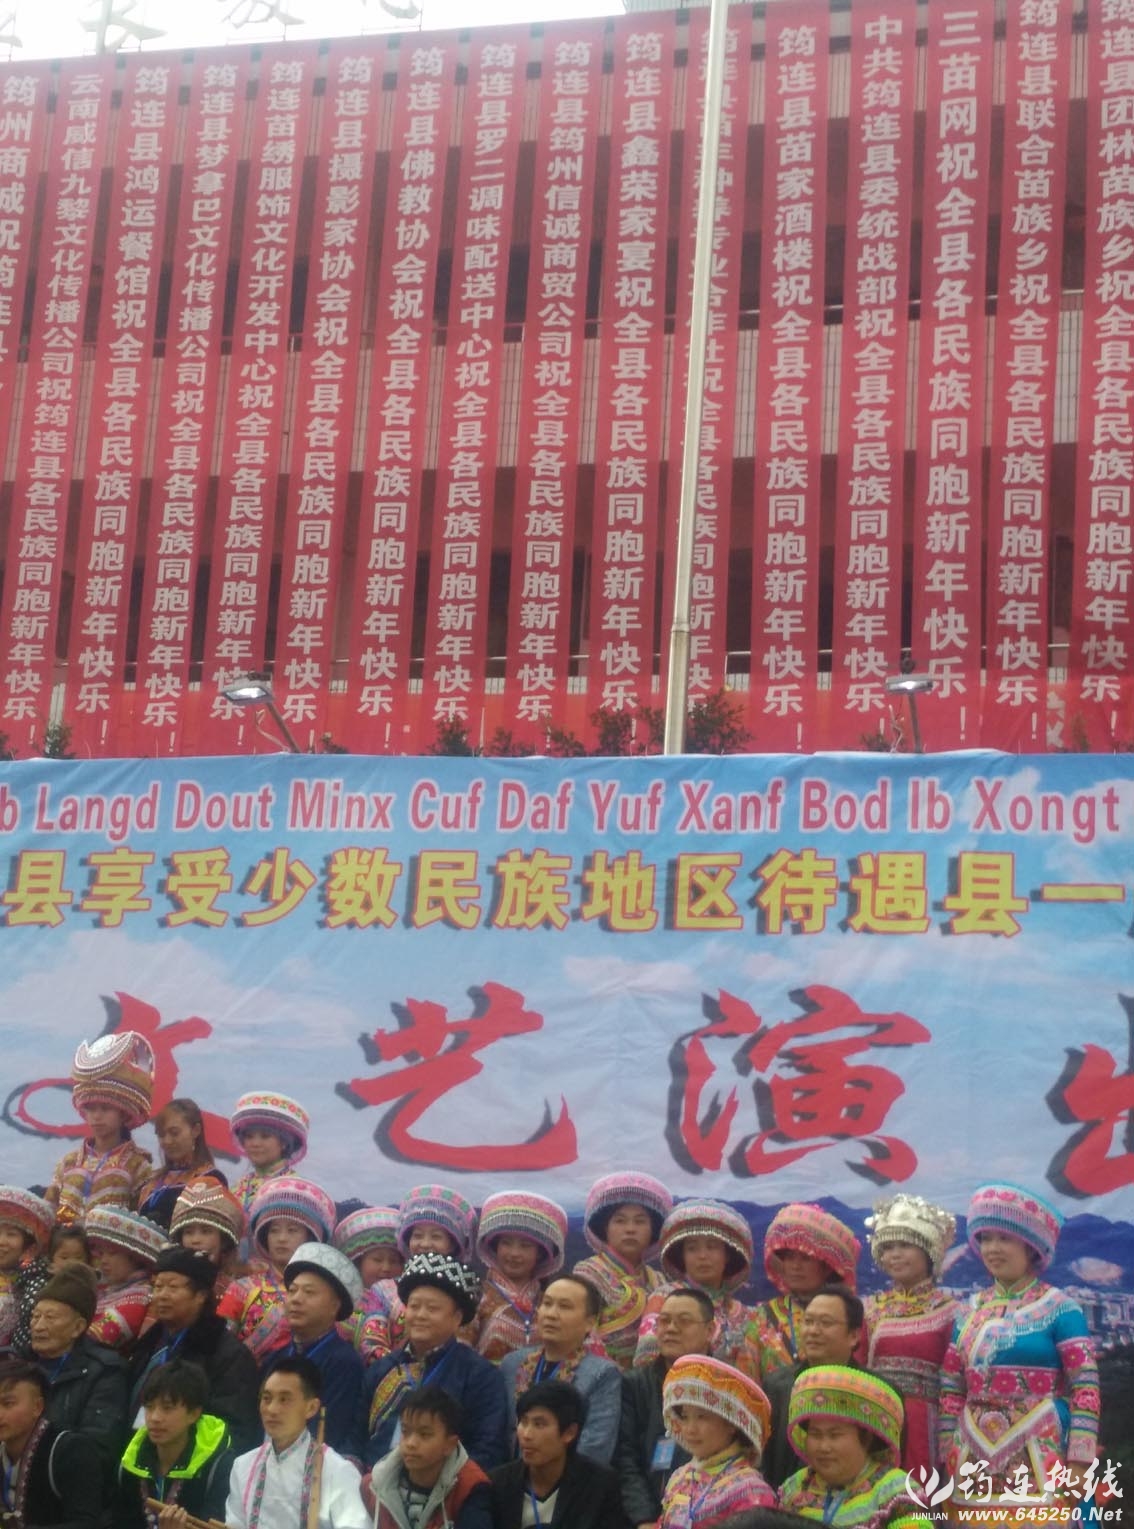 筠州商城祝筠连
云南威信九黎文化传播公司祝筠连县各民族同胞新年快乐！
筠连县鸿运餐馆祝全县各民族同胞新年快乐！
筠连县梦拿巴文化传播公司祝全县各民族同胞新年快乐！
筠连苗绣服饰文化开发中心祝全县各民族同胞新年快乐！
筠连县摄影家协会祝全县各民族同胞新年快乐！
筠连县佛教协会祝全县各民族同胞新年快乐！
筠连县罗二调味配送中心祝全县各民族同胞新年快乐！
筠连县筠州信诚商贸公司祝全县各民族同胞新年快乐！
筠连县鑫荣家宴祝全县各民族同胞新年快乐！
祝全县各民族同胞新年快乐！
筠连县苗家酒楼祝全县各民族同胞新年快乐！
中共筠连县委统战部祝全县各民族同胞新年快乐！
三苗网祝全县各民族同胞新年快乐！
筠连县联合苗族乡祝全县各民族同胞新年快乐！
筠连县团林苗族乡祝全县各民族同胞新年快乐！
b Langd Dout Minx Cuf Daf Yuf Xanf Bod Ib Xongt
县享受少数民族地区待遇县一
文艺演出
筠连热线
JUNLIAN www.645250.Net